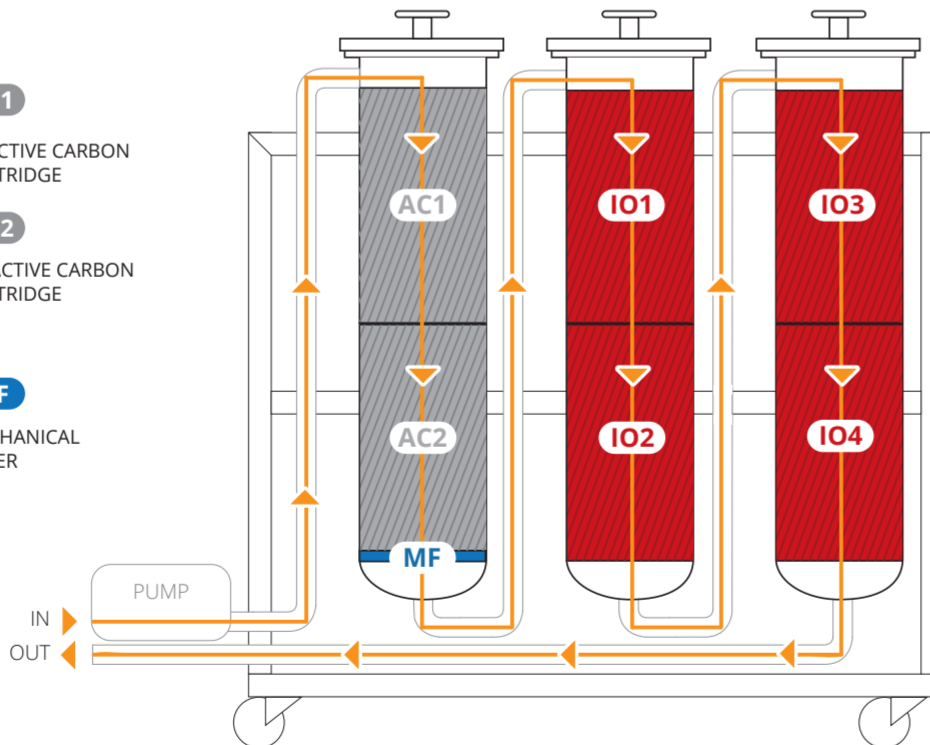 1
CTIVE CARBON
TRIDGE
2
ACTIVE CARBON
TRIDGE
F
HANICAL
ER
AC1
IO1
IO3
AC2
IO2
IO4
MF
PUMP
IN
OUT